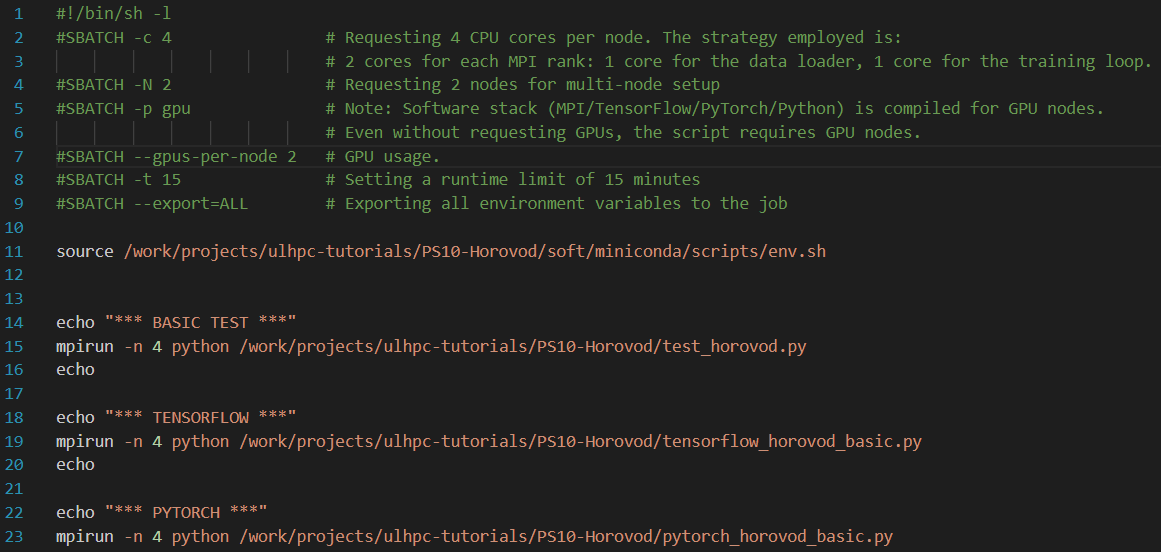 1 #!/bin/sh -l
2 #SBATCH -c 4 # Requesting 4 CPU cores per node. The strategy employed is:
3 # 2 cores for each MPI rank: 1 core for the data loader, 1 core for the training loop.
4 #SBATCH -N 2 # Requesting 2 nodes for multi-node setup
5 #SBATCH -p gpu # Note: Software stack (MPI/TensorFlow/PyTorch/Python) is compiled for GPU nodes.
6 # Even without requesting GPUs, the script requires GPU nodes.
7 #SBATCH --gpus-per-node 2 # GPU usage.
8 #SBATCH -t 15 # Setting a runtime limit of 15 minutes
9 #SBATCH --export=ALL # Exporting all environment variables to the job
10
11 source /work/projects/ulhpc-tutorials/PS10-Horovod/soft/miniconda/scripts/env.sh
12
13
14 echo "*** BASIC TEST ***"
15 mpirun -n 4 python /work/projects/ulhpc-tutorials/PS10-Horovod/test_horovod.py
16 echo
17
18 echo "*** TENSORFLOW ***"
19 mpirun -n 4 python /work/projects/ulhpc-tutorials/PS10-Horovod/tensorflow_horovod_basic.py
20 echo
21
22 echo "*** PYTORCH ***"
23 mpirun -n 4 python /work/projects/ulhpc-tutorials/PS10-Horovod/pytorch_horovod_basic.py